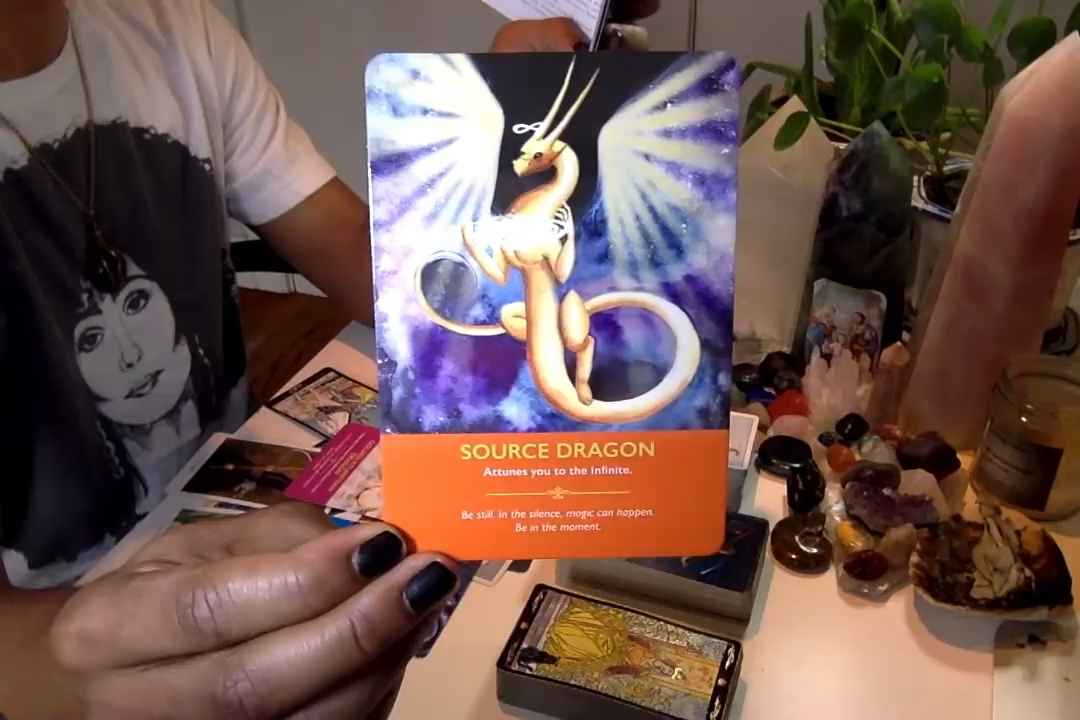 SOURCE DRAGON
Attunes you to the Infinite.
Be still. In the silence, magic can happen.
Be in the moment.